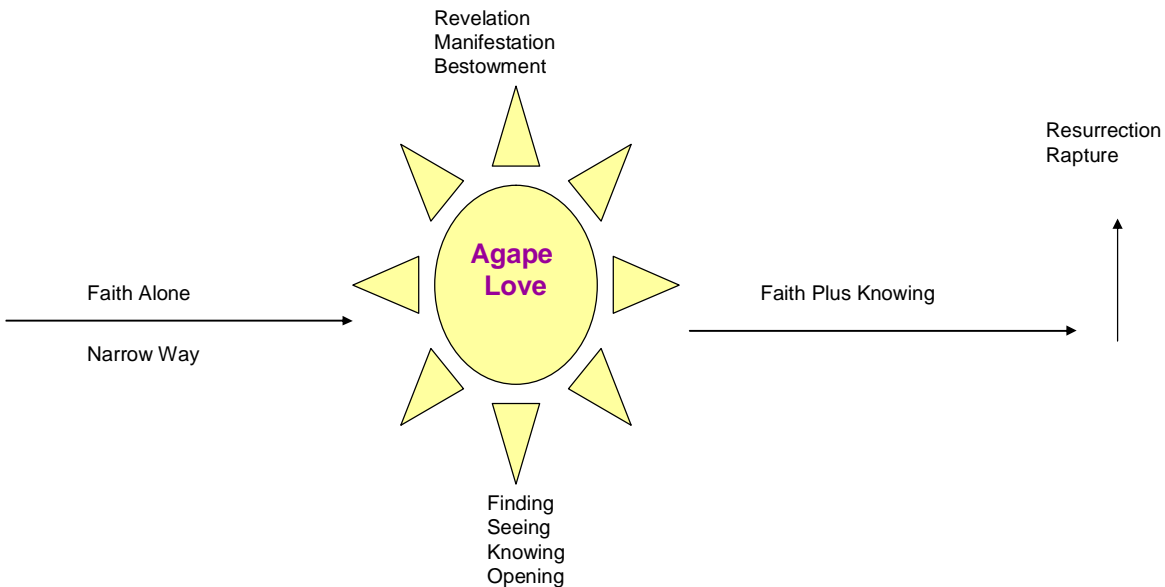 Revelation
Manifestation
Bestowment
Resurrection
Rapture
Agape
Love
Faith Alone
Narrow Way
Faith Plus Knowing
Finding
Seeing
Knowing
Opening